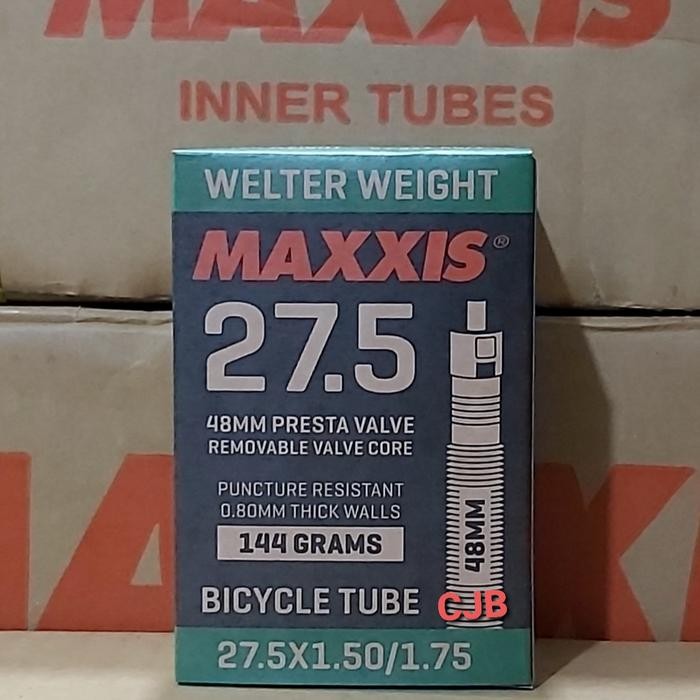 MAXXIS
INNER TUBES
WELTER WEIGHT
MAXXIS®
27.5
48MM PRESTA VALVE
REMOVABLE VALVE CORE
PUNCTURE RESISTANT
0.80MM THICK WALLS
144 GRAMS
48MM
BICYCLE TUBE
CJB
27.5X1.50/1.75